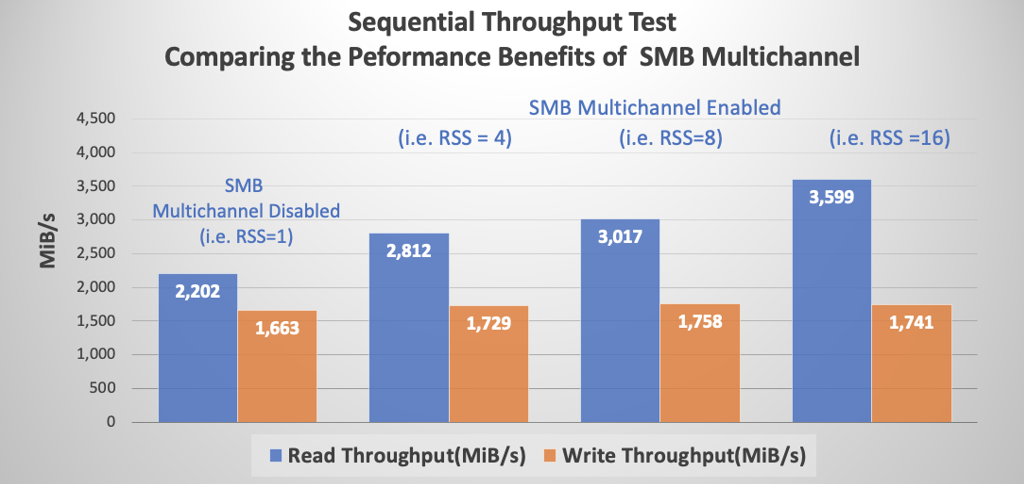 Sequential Throughput Test
Comparing the Peformance Benefits of SMB Multichannel
SMB Multichannel Enabled
(i.e. RSS = 4)
(i.e. RSS=8)
(i.e. RSS =16)
SMB
Multichannel Disabled
(i.e. RSS=1)
MiB/s
4,500
4,000
3,500
3,000
2,500
2,000
1,500
1,000
500
0
2,202
1,663
2,812
1,729
3,017
1,758
3,599
1,741
Read Throughput(MiB/s)
Write Throughput(MiB/s)